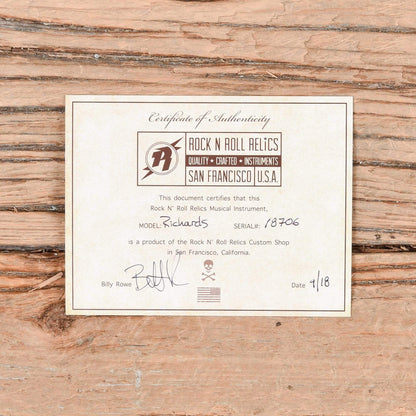 Certificate of Authenticity
R
ROCK N ROLL RELICS
QUALITY • CRAFTED • INSTRUMENTS
SAN FRANCISCO U.S.A.
This document certifies that this
Rock N' Roll Relics Musical Instrument,
MODEL: Richards SERIAL#: 18706
is a product of the Rock N' Roll Relics Custom Shop
in San Francisco, California.
Billy Rowe
Date 9/18